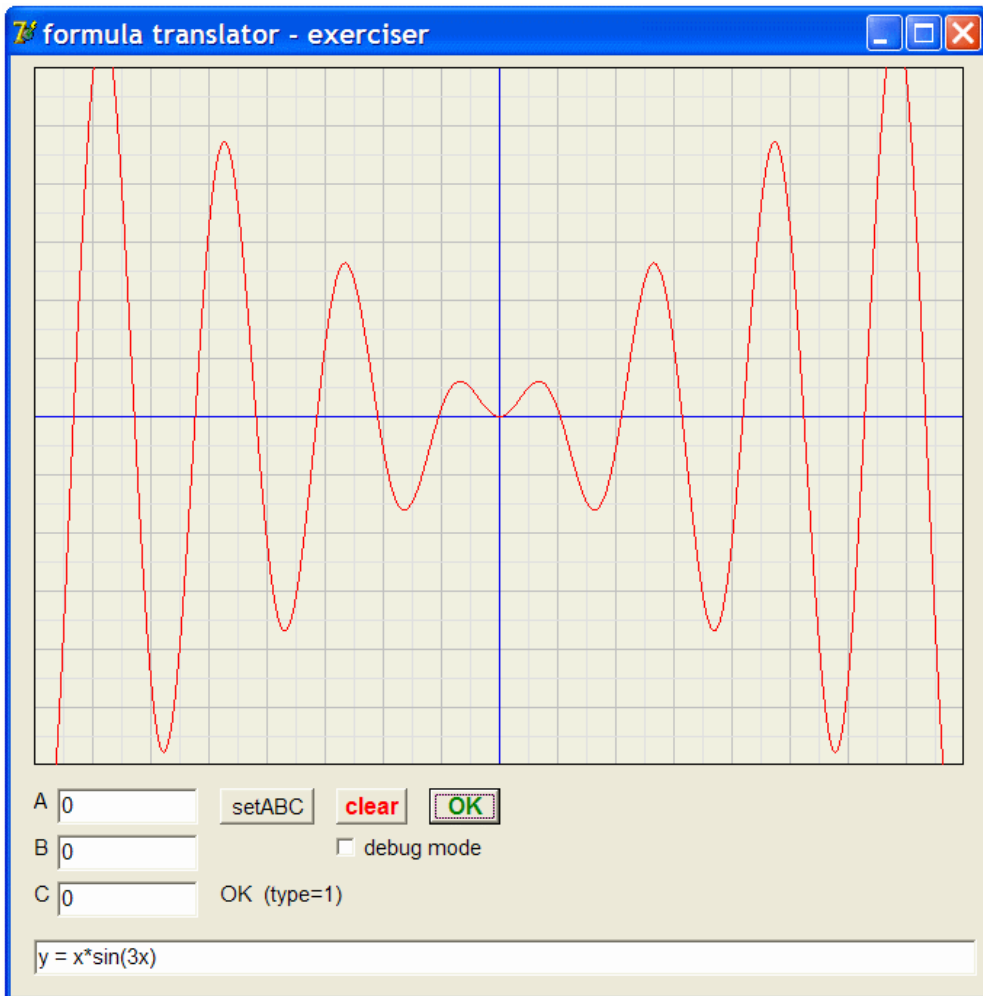 formula translator - exerciser
A 0 setABC clear OK
B 0 debug mode
C 0 OK (type=1)
y = x*sin(3x)